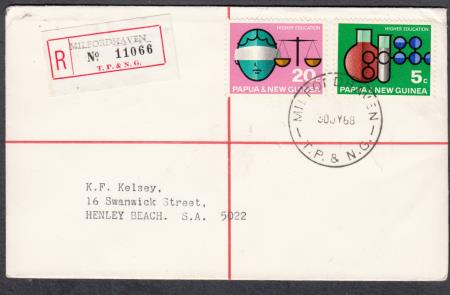 R
MILFORDHAVEN
No 11066
T. P. & N. G.
HIGHER EDUCATION
20c
PAPUA & NEW GUINEA
HIGHER EDUCATION
5c
PAPUA & NEW GUINEA
T.P. & N.G.
K.F. Kelsey,
16 Swanwick Street,
HENLEY BEACH. S.A. 5022